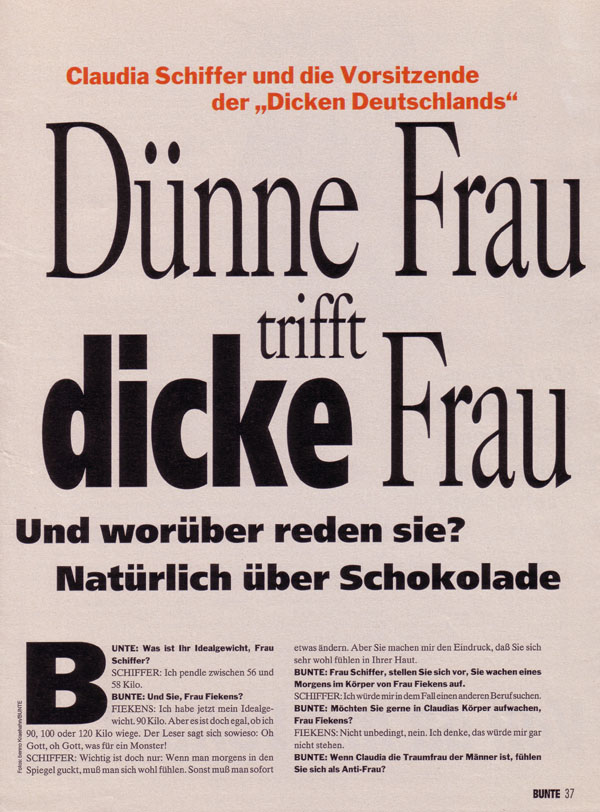 Claudia Schiffer und die Vorsitzende
der „Dicken Deutschlands“
Dünne Frau
trifft
dicke Frau
Und worüber reden sie?
Natürlich über Schokolade
BUNTE: Was ist Ihr Idealgewicht, Frau
Schiffer?
SCHIFFER: Ich pendle zwischen 56 und
58 Kilo.
BUNTE: Und Sie, Frau Fiekens?
FIEKENS: Ich habe jetzt mein Idealge-
wicht. 90 Kilo. Aber es ist doch egal, ob ich
90, 100 oder 120 Kilo wiege. Der Leser sagt sich sowieso: Oh
Gott, oh Gott, was für ein Monster!
SCHIFFER: Wichtig ist doch nur: Wenn man morgens in den
Spiegel guckt, muß man sich wohl fühlen. Sonst muß man sofort
etwas ändern. Aber Sie machen mir den Eindruck, daß Sie sich
sehr wohl fühlen in Ihrer Haut.
BUNTE: Frau Schiffer, stellen Sie sich vor, Sie wachen eines
Morgens im Körper von Frau Fiekens auf.
SCHIFFER: Ich würde mir in dem Fall einen anderen Beruf suchen.
BUNTE: Möchten Sie gerne in Claudias Körper aufwachen,
Frau Fiekens?
FIEKENS: Nicht unbedingt, nein. Ich denke, das würde mir gar
nicht stehen.
BUNTE: Wenn Claudia die Traumfrau der Männer ist, fühlen
Sie sich als Anti-Frau?
BUNTE 37